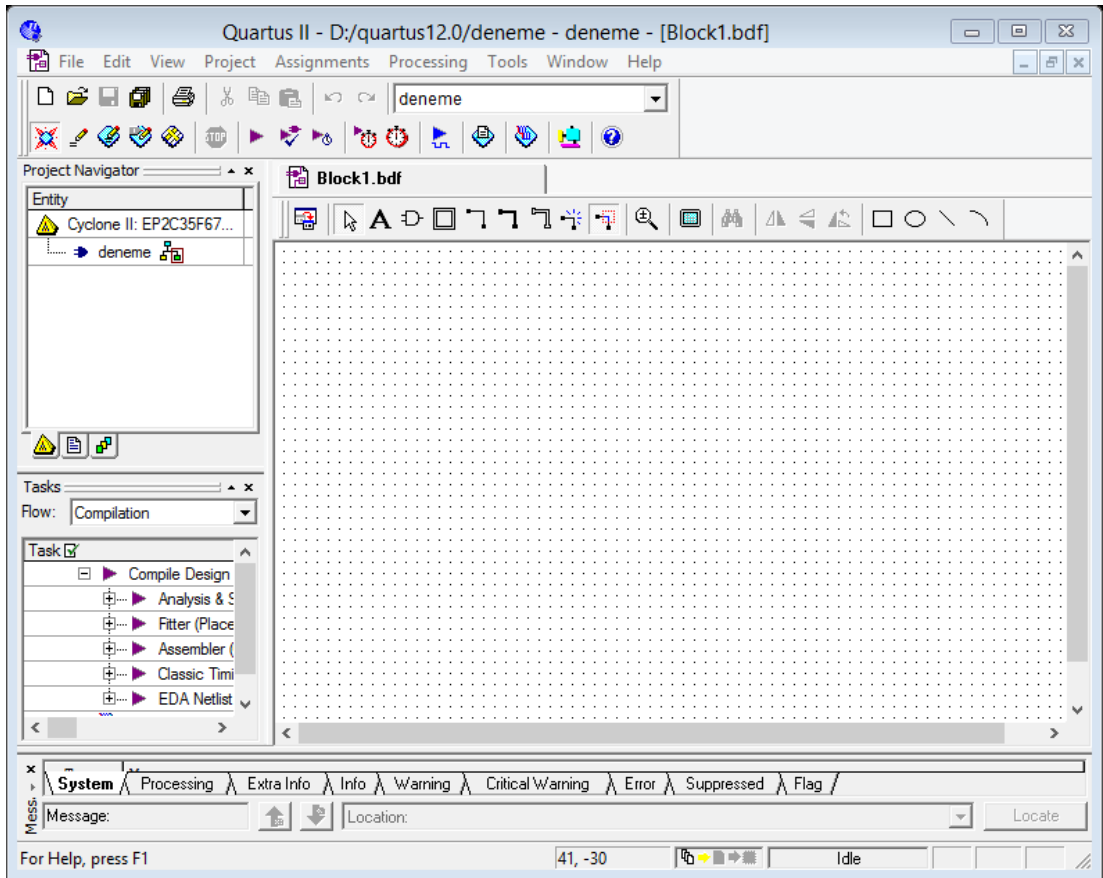 Quartus II - D:/quartus12.0/deneme - deneme - [Block1.bdf]
File Edit View Project Assignments Processing Tools Window Help
deneme
STOP
Project Navigator
Block1.bdf
Entity
Cyclone II: EP2C35F67...
deneme
A
Tasks
Flow: Compilation
Task
Compile Design
Analysis & S
Fitter (Place
Assembler (
Classic Timi
EDA Netlist
System Processing Extra Info Info Warning Critical Warning Error Suppressed Flag
Mess.
Message: Location: Locate
For Help, press F1 41, -30 Idle